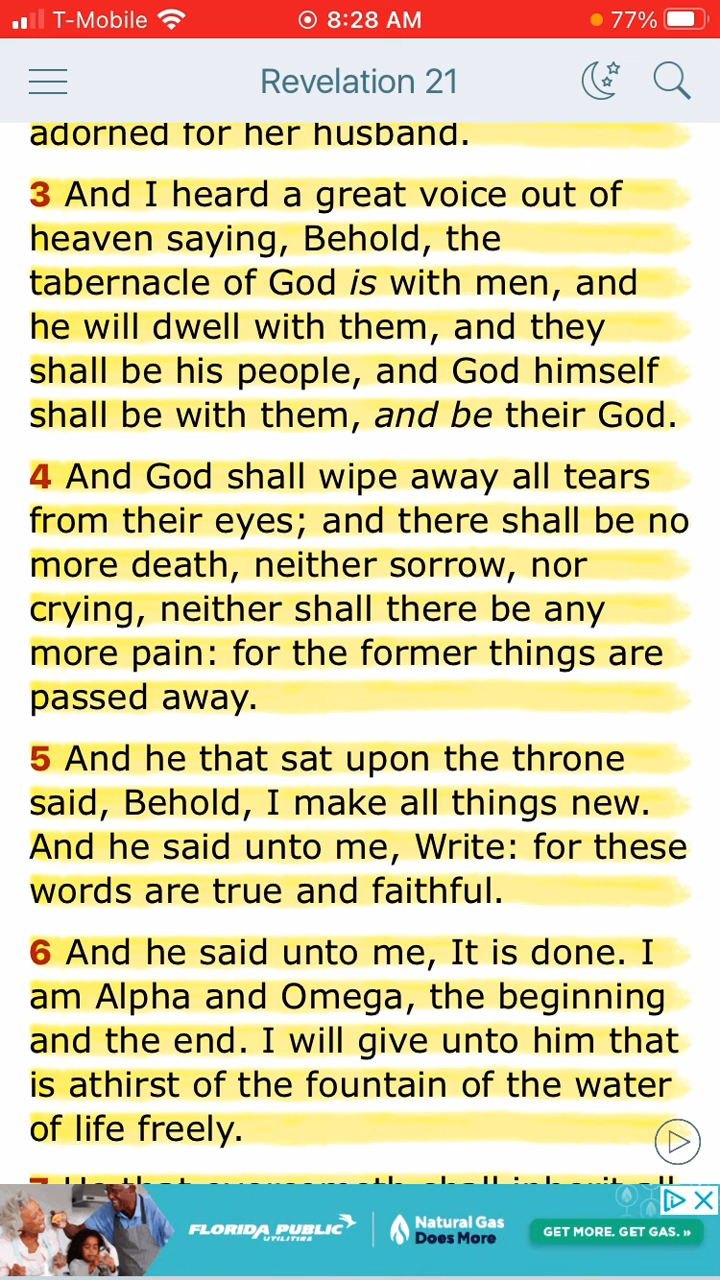 T-Mobile 8:28 AM 77%
Revelation 21
adorned for her husband.
3 And I heard a great voice out of
heaven saying, Behold, the
tabernacle of God is with men, and
he will dwell with them, and they
shall be his people, and God himself
shall be with them, and be their God.
4 And God shall wipe away all tears
from their eyes; and there shall be no
more death, neither sorrow, nor
crying, neither shall there be any
more pain: for the former things are
passed away.
5 And he that sat upon the throne
said, Behold, I make all things new.
And he said unto me, Write: for these
words are true and faithful.
6 And he said unto me, It is done. I
am Alpha and Omega, the beginning
and the end. I will give unto him that
is athirst of the fountain of the water
of life freely.
7 He that overcometh shall inherit all
FLORIDA PUBLIC
UTILITIES
Natural Gas
Does More
GET MORE. GET GAS. »